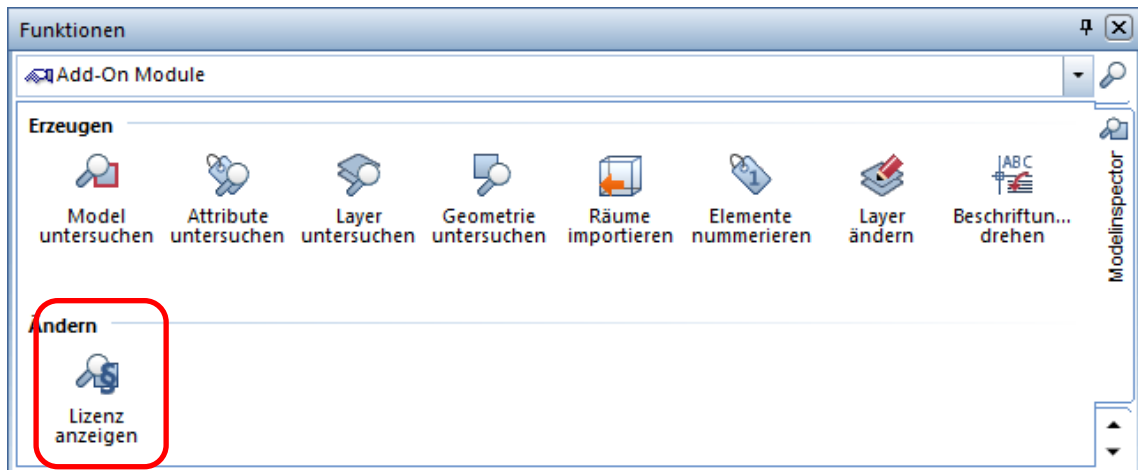 Funktionen
Add-On Module
Erzeugen
Model untersuchen
Attribute untersuchen
Layer untersuchen
Geometrie untersuchen
Räume importieren
Elemente nummerieren
Layer ändern
Beschriftun... drehen
Modelinspector
Ändern
Lizenz anzeigen